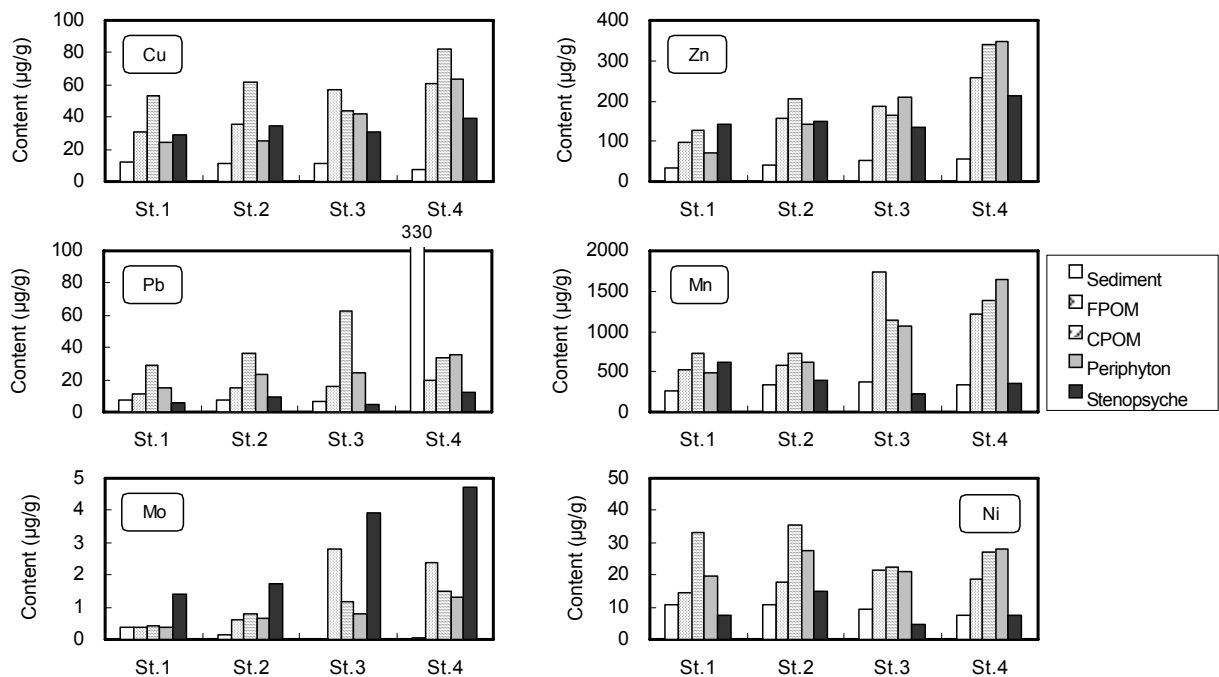 Content (µg/g)
100
80
60
40
20
0
Cu
St.1 St.2 St.3 St.4
Content (µg/g)
400
300
200
100
0
Zn
St.1 St.2 St.3 St.4
Content (µg/g)
100
80
60
40
20
0
Pb
330
St.1 St.2 St.3 St.4
Content (µg/g)
2000
1500
1000
500
0
Mn
St.1 St.2 St.3 St.4
Sediment
FPOM
CPOM
Periphyton
Stenopsyche
Content (µg/g)
5
4
3
2
1
0
Mo
St.1 St.2 St.3 St.4
Content (µg/g)
50
40
30
20
10
0
Ni
St.1 St.2 St.3 St.4